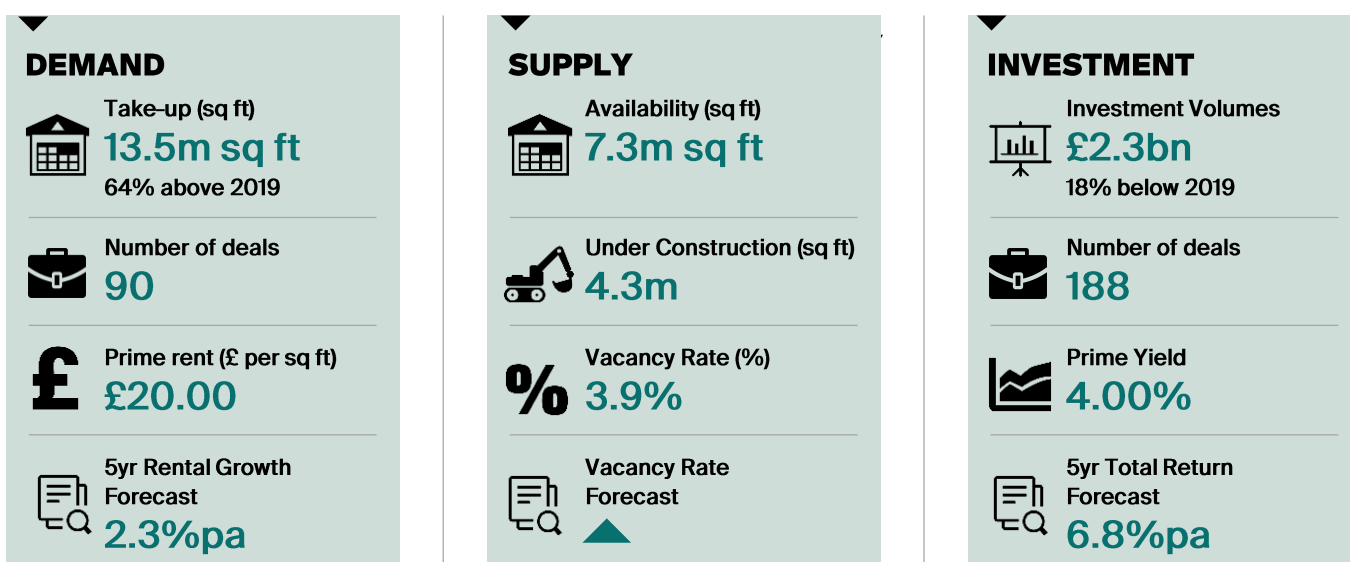 DEMAND
Take-up (sq ft)
13.5m sq ft
64% above 2019
Number of deals
90
Prime rent (£ per sq ft)
£20.00
5yr Rental Growth
Forecast
2.3%pa
SUPPLY
Availability (sq ft)
7.3m sq ft
Under Construction (sq ft)
4.3m
Vacancy Rate (%)
3.9%
Vacancy Rate
Forecast
INVESTMENT
Investment Volumes
£2.3bn
18% below 2019
Number of deals
188
Prime Yield
4.00%
5yr Total Return
Forecast
6.8%pa